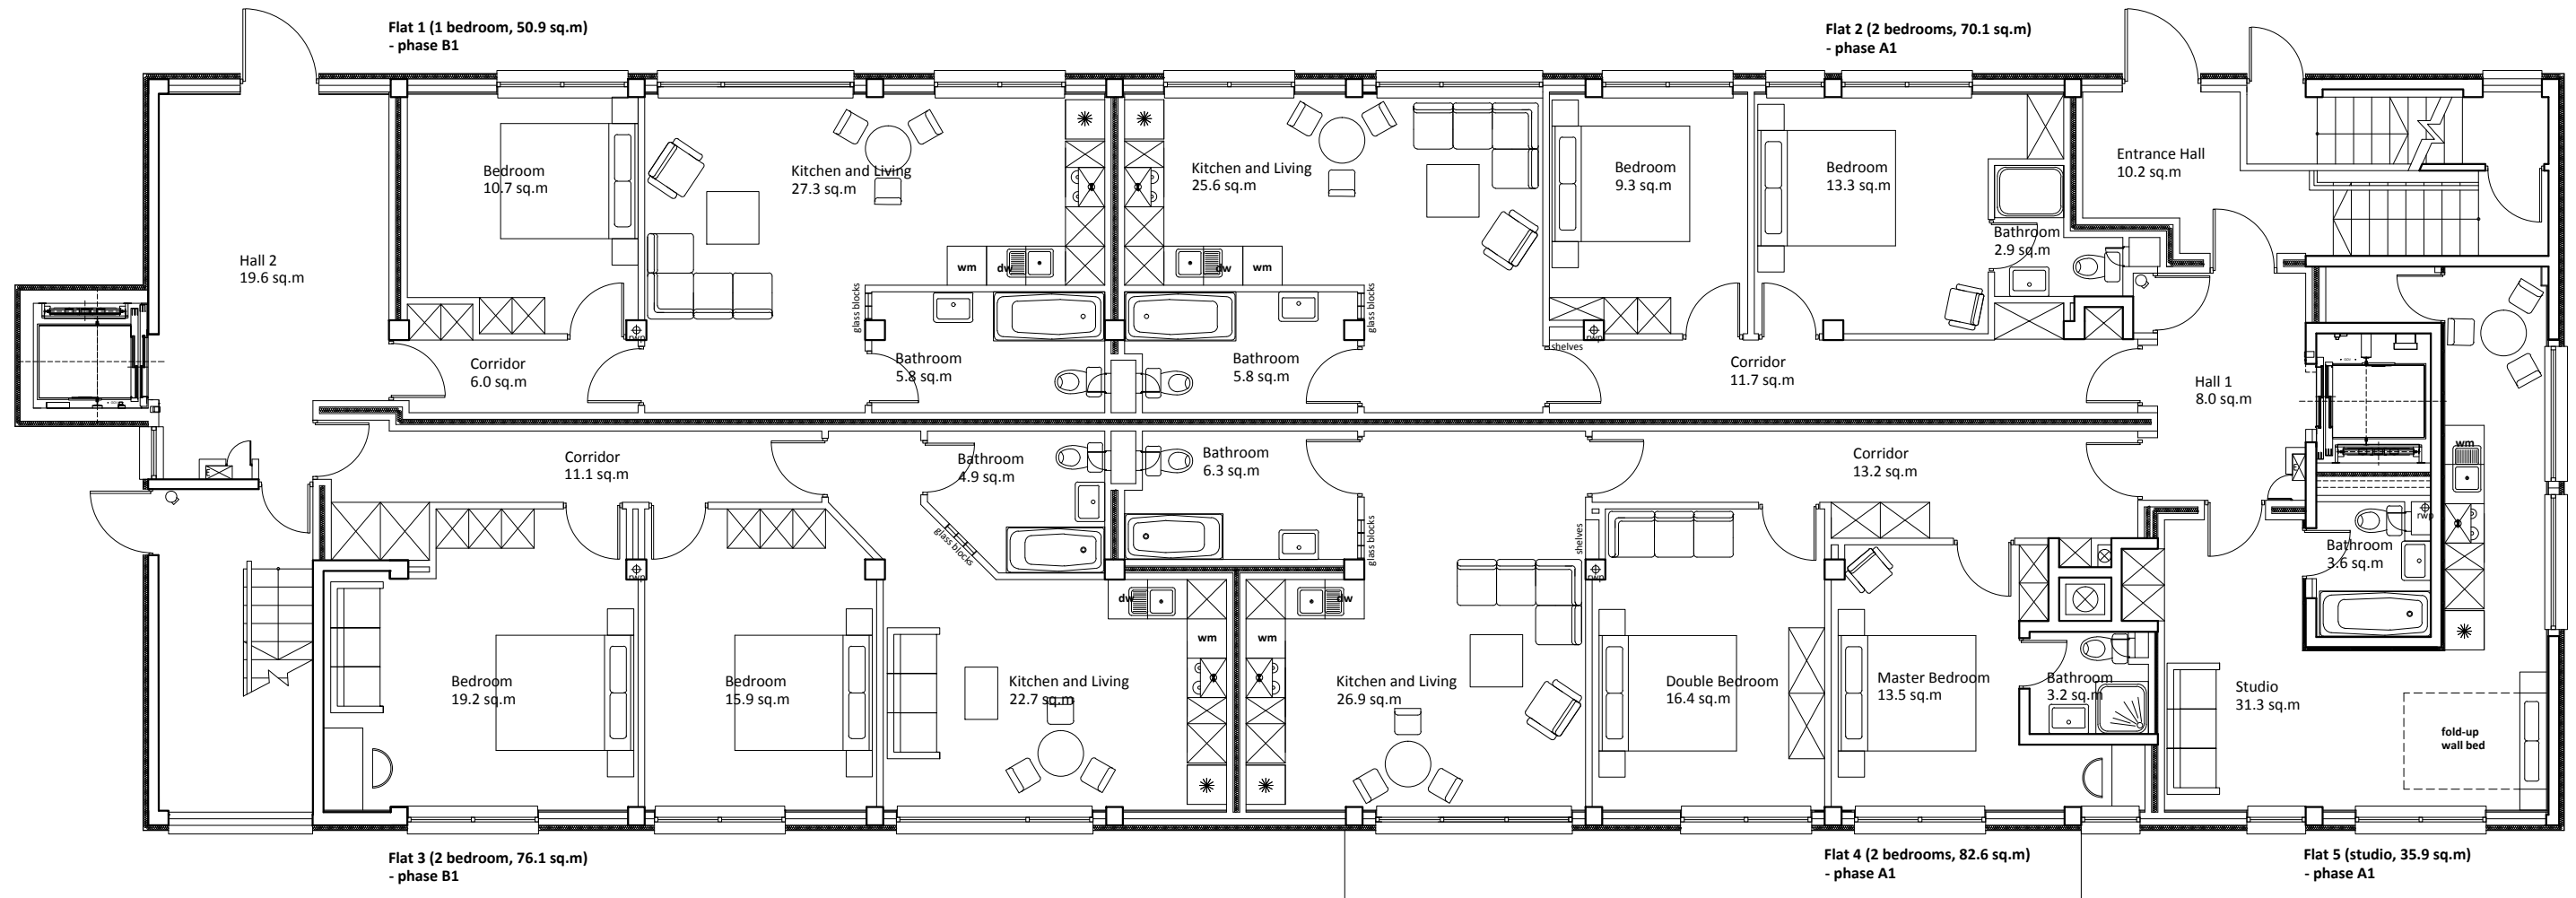 Flat 1 (1 bedroom, 50.9 sq.m)
- phase B1
Flat 2 (2 bedrooms, 70.1 sq.m)
- phase A1
Bedroom
10.7 sq.m
Kitchen and Living
27.3 sq.m
Kitchen and Living
25.6 sq.m
Bedroom
9.3 sq.m
Bedroom
13.3 sq.m
Entrance Hall
10.2 sq.m
Hall 2
19.6 sq.m
wm
dw
dw
wm
Bathroom
2.9 sq.m
glass blocks
glass blocks
Corridor
6.0 sq.m
rwp
Bathroom
5.8 sq.m
Bathroom
5.8 sq.m
rwp
shelves
Corridor
11.7 sq.m
Hall 1
8.0 sq.m
Corridor
11.1 sq.m
Bathroom
4.9 sq.m
Bathroom
6.3 sq.m
Corridor
13.2 sq.m
wm
glass blocks
glass blocks
shelves
rwp
rwp
rwp
Bathroom
3.6 sq.m
dw
dw
wm
wm
Bedroom
19.2 sq.m
Bedroom
15.9 sq.m
Kitchen and Living
22.7 sq.m
Kitchen and Living
26.9 sq.m
Double Bedroom
16.4 sq.m
Master Bedroom
13.5 sq.m
Bathroom
3.2 sq.m
Studio
31.3 sq.m
fold-up
wall bed
Flat 3 (2 bedroom, 76.1 sq.m)
- phase B1
Flat 4 (2 bedrooms, 82.6 sq.m)
- phase A1
Flat 5 (studio, 35.9 sq.m)
- phase A1